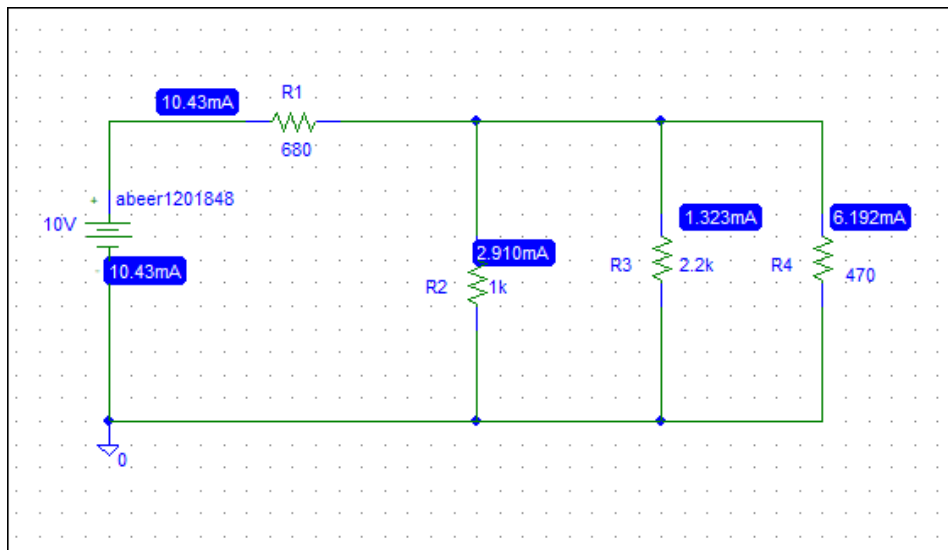 R1
10.43mA
680
+
abeer1201848
10V
-
10.43mA
2.910mA
R2
1k
1.323mA
R3
2.2k
6.192mA
R4
470
0